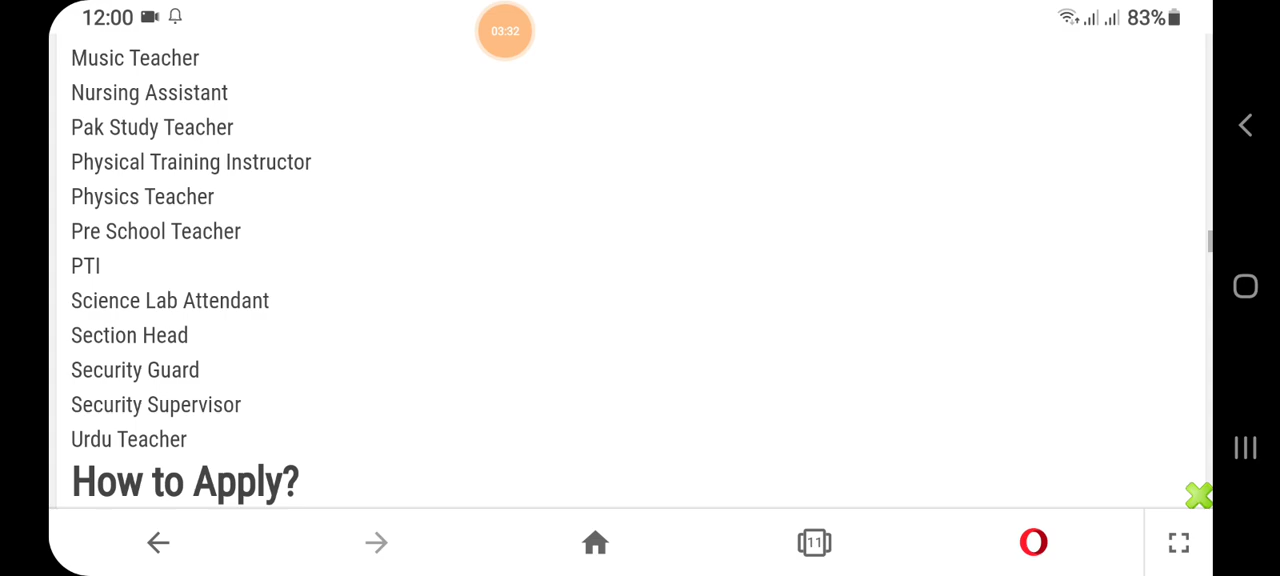 12:00
03:32
83%
Music Teacher
Nursing Assistant
Pak Study Teacher
Physical Training Instructor
Physics Teacher
Pre School Teacher
PTI
Science Lab Attendant
Section Head
Security Guard
Security Supervisor
Urdu Teacher
How to Apply?
11